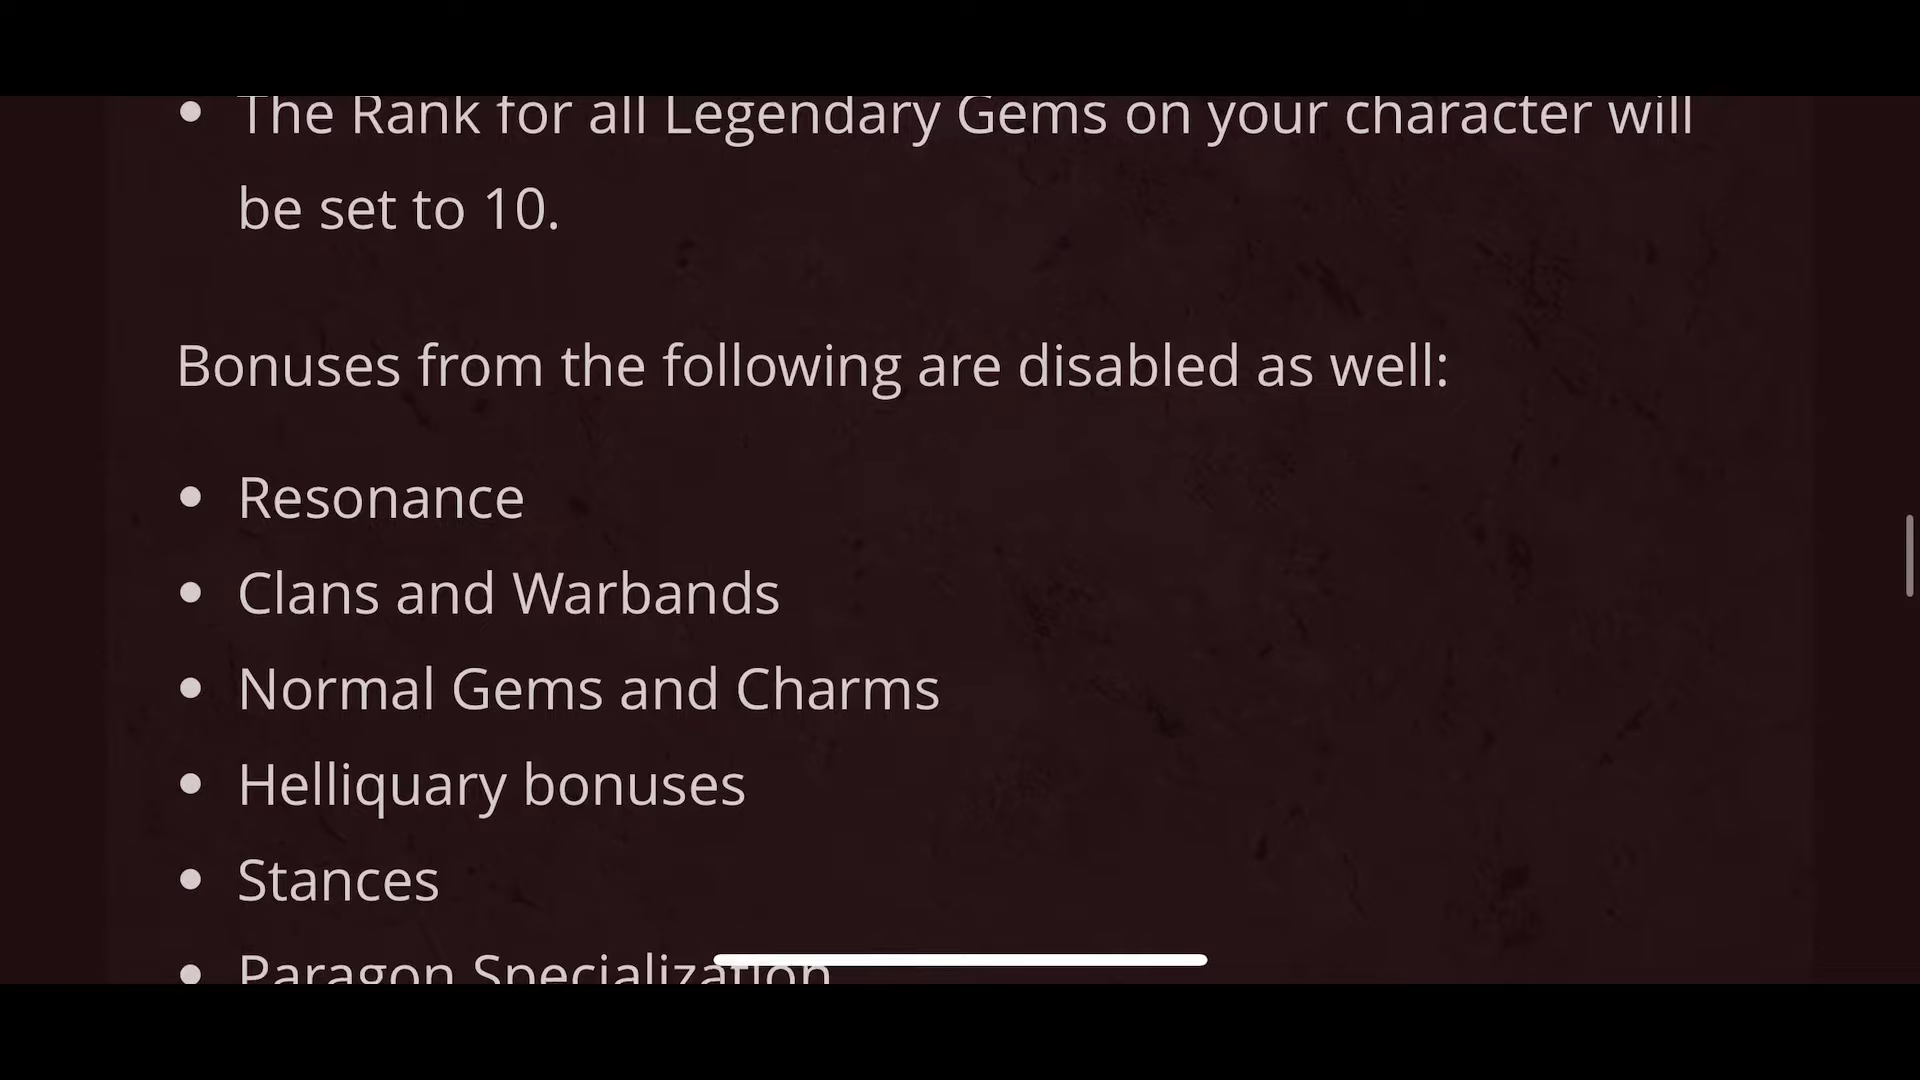 • The Rank for all Legendary Gems on your character will
be set to 10.
Bonuses from the following are disabled as well:
• Resonance
• Clans and Warbands
• Normal Gems and Charms
• Helliquary bonuses
• Stances
• Paragon Specialization